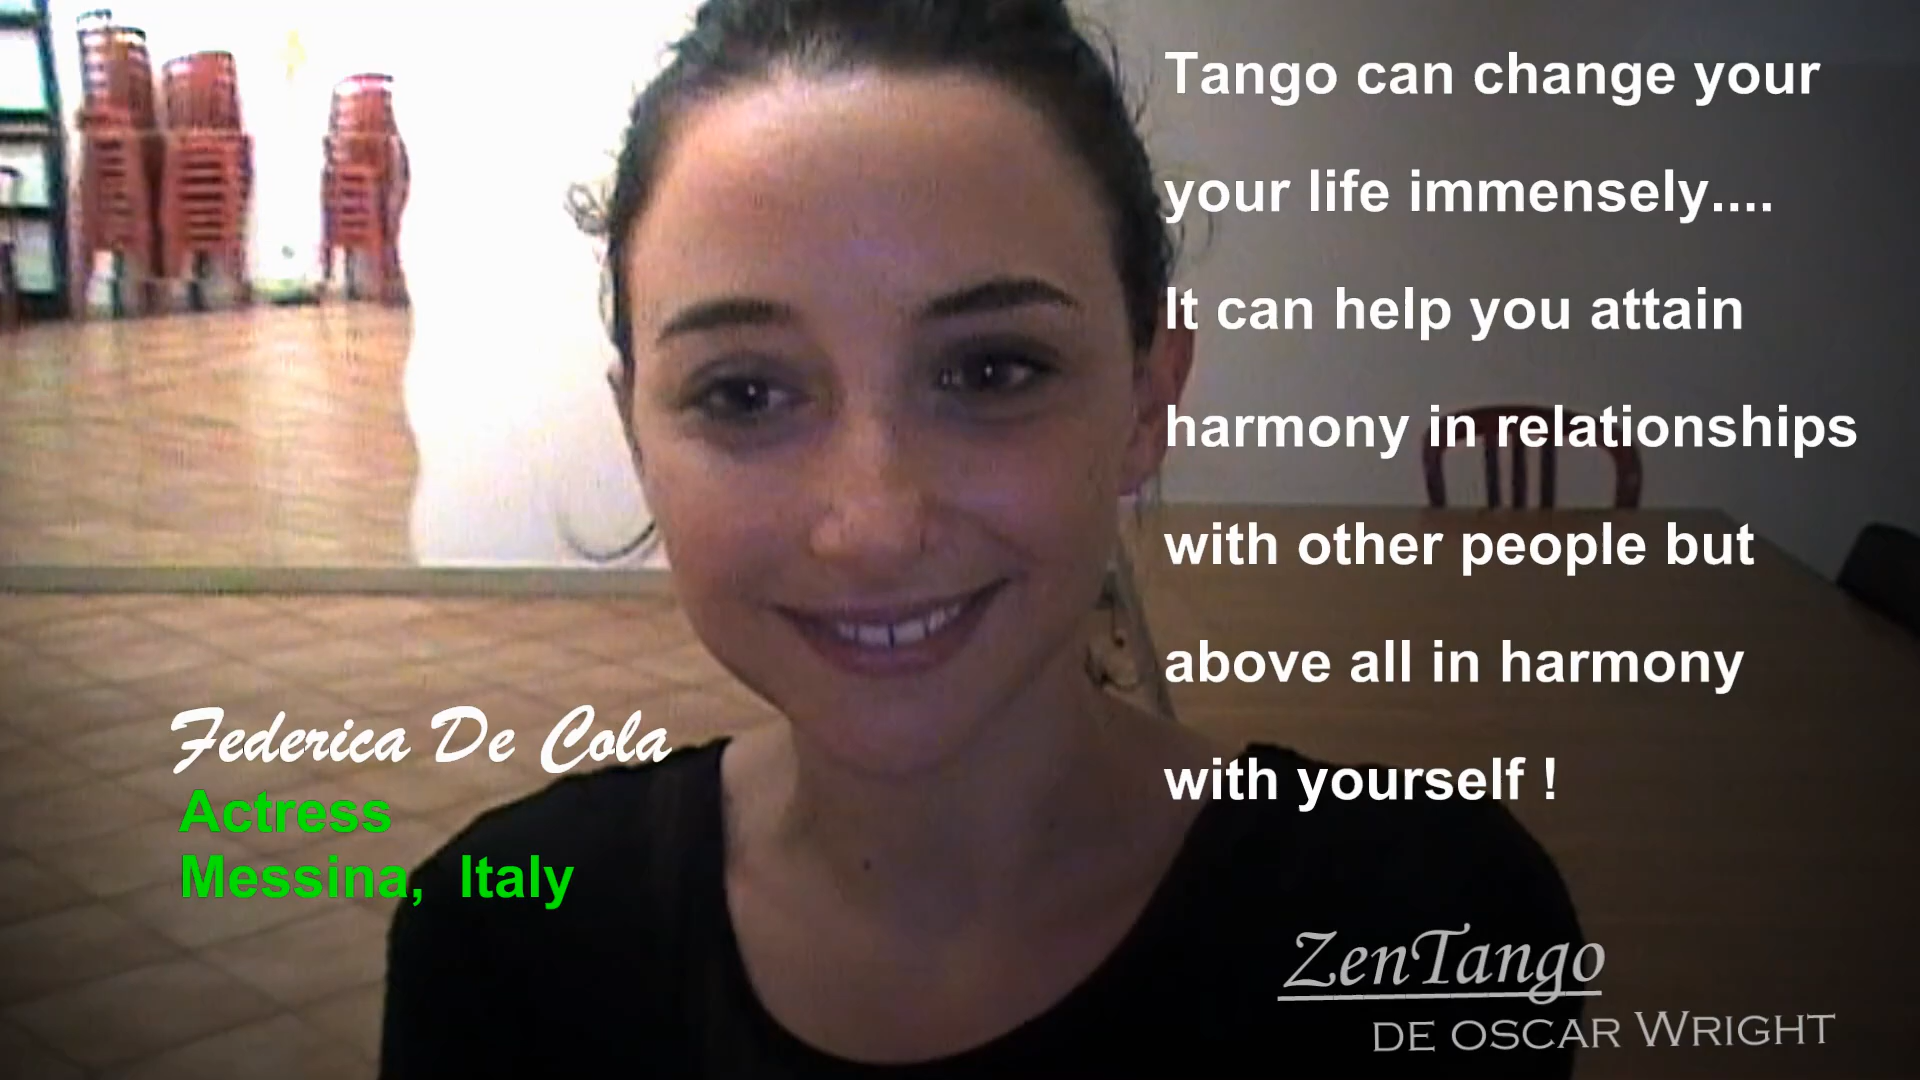 Tango can change your
your life immensely....
It can help you attain
harmony in relationships
with other people but
above all in harmony
with yourself !
Federica De Cola
Actress
Messina, Italy
ZenTango
DE OSCAR WRIGHT